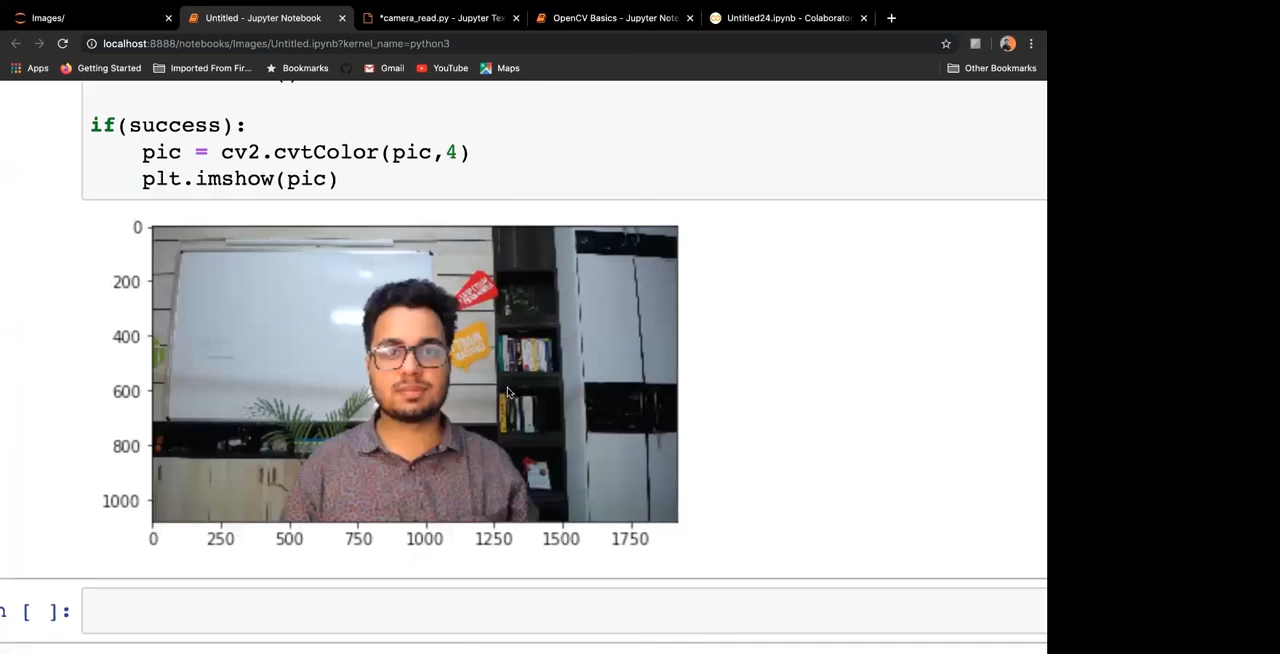 Images/
Untitled - Jupyter Notebook
*camera_read.py - Jupyter Tex
OpenCV Basics - Jupyter Note
Untitled24.ipynb - Colaborato
localhost:8888/notebooks/Images/Untitled.ipynb?kernel_name=python3
Apps
Getting Started
Imported From Fir...
Bookmarks
Gmail
YouTube
Maps
Other Bookmarks
if(success):
pic = cv2.cvtColor(pic,4)
plt.imshow(pic)
0
200
400
600
800
1000
0 250 500 750 1000 1250 1500 1750
[ ]: